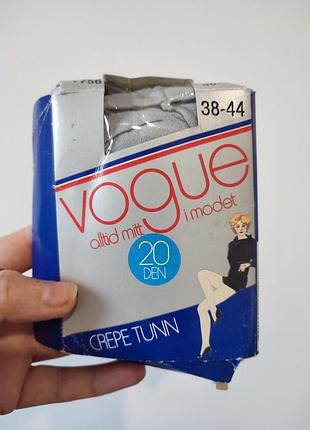 38-44
vogue
alltid mitt i modet
20
DEN
CREPE TUNN